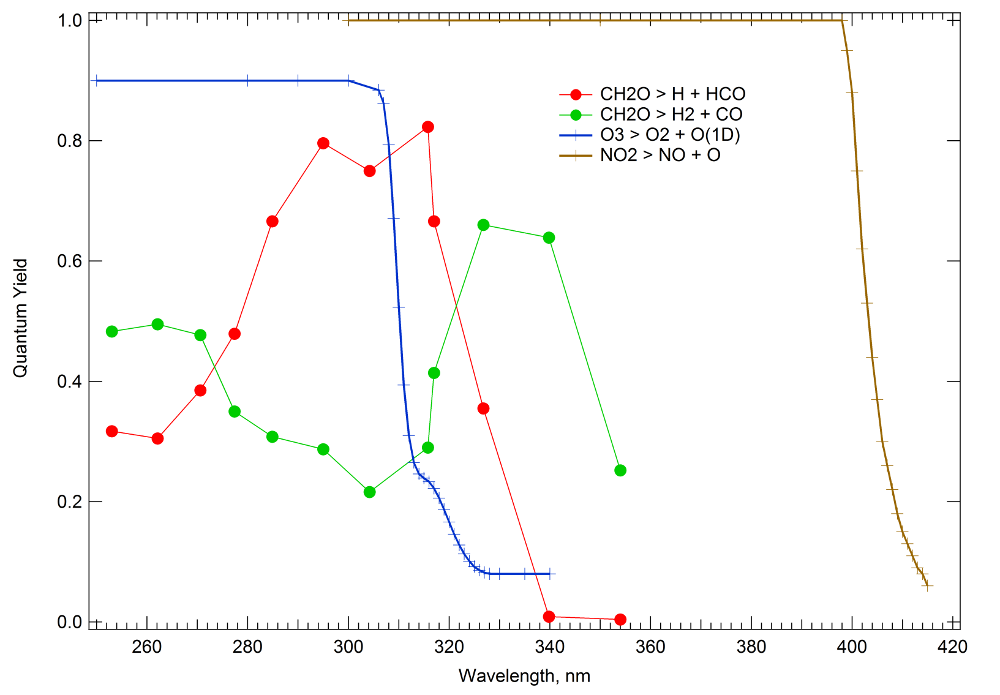 1.0
0.8
0.6
0.4
0.2
0.0
Quantum Yield
CH2O > H + HCO
CH2O > H2 + CO
O3 > O2 + O(1D)
NO2 > NO + O
260 280 300 320 340 360 380 400 420
Wavelength, nm